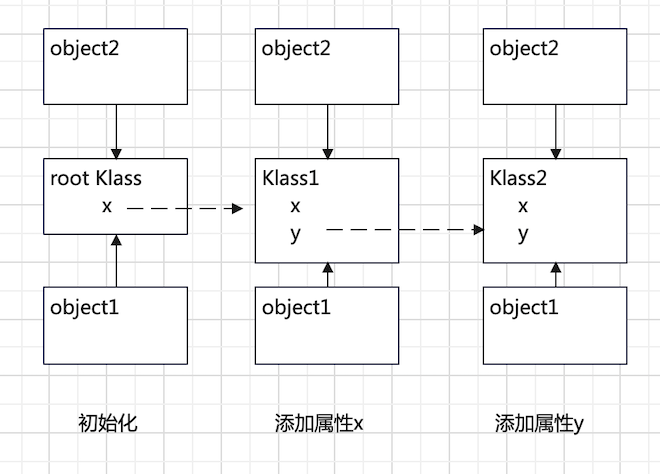 object2
object2
object2
root Klass
x
Klass1
x
y
Klass2
x
y
object1
object1
object1
初始化
添加属性x
添加属性y